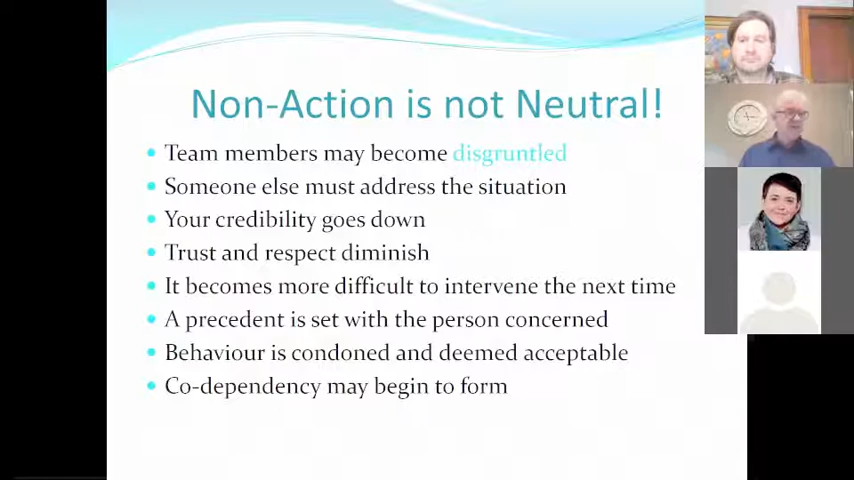 Non-Action is not Neutral!
Team members may become disgruntled
Someone else must address the situation
Your credibility goes down
Trust and respect diminish
It becomes more difficult to intervene the next time
A precedent is set with the person concerned
Behaviour is condoned and deemed acceptable
Co-dependency may begin to form